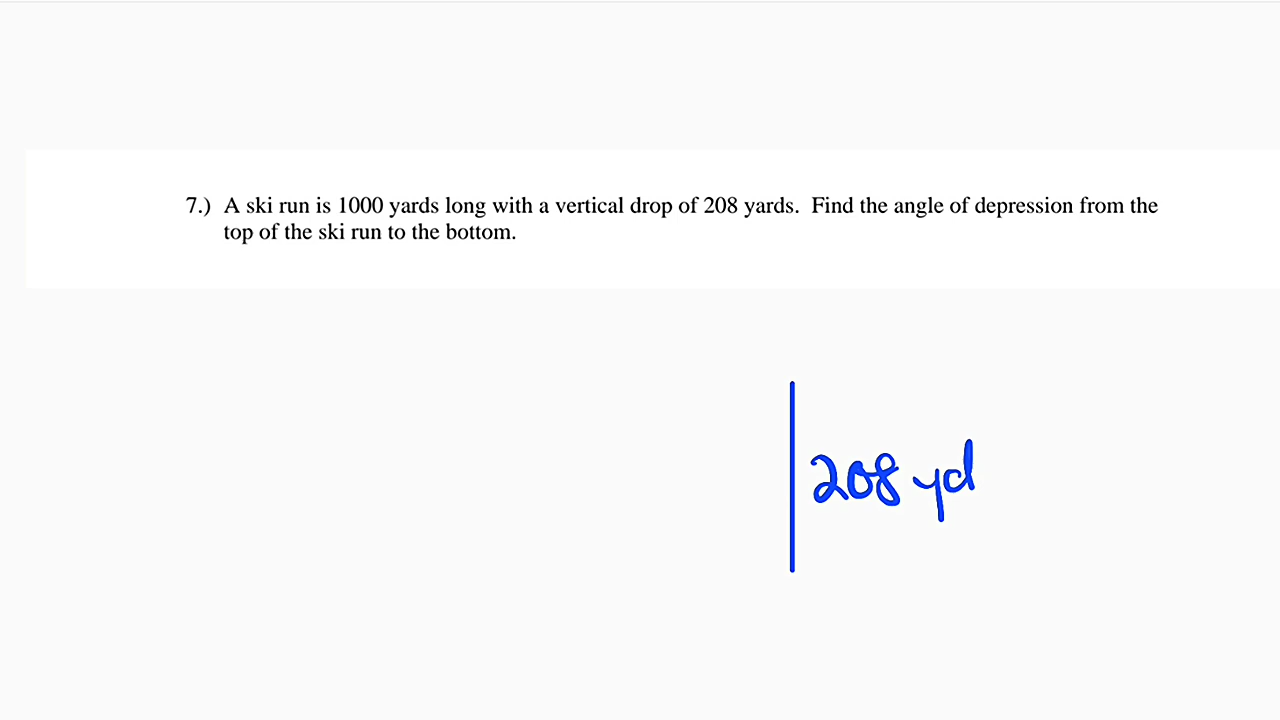 7.) A ski run is 1000 yards long with a vertical drop of 208 yards. Find the angle of depression from the
top of the ski run to the bottom.
208 yd